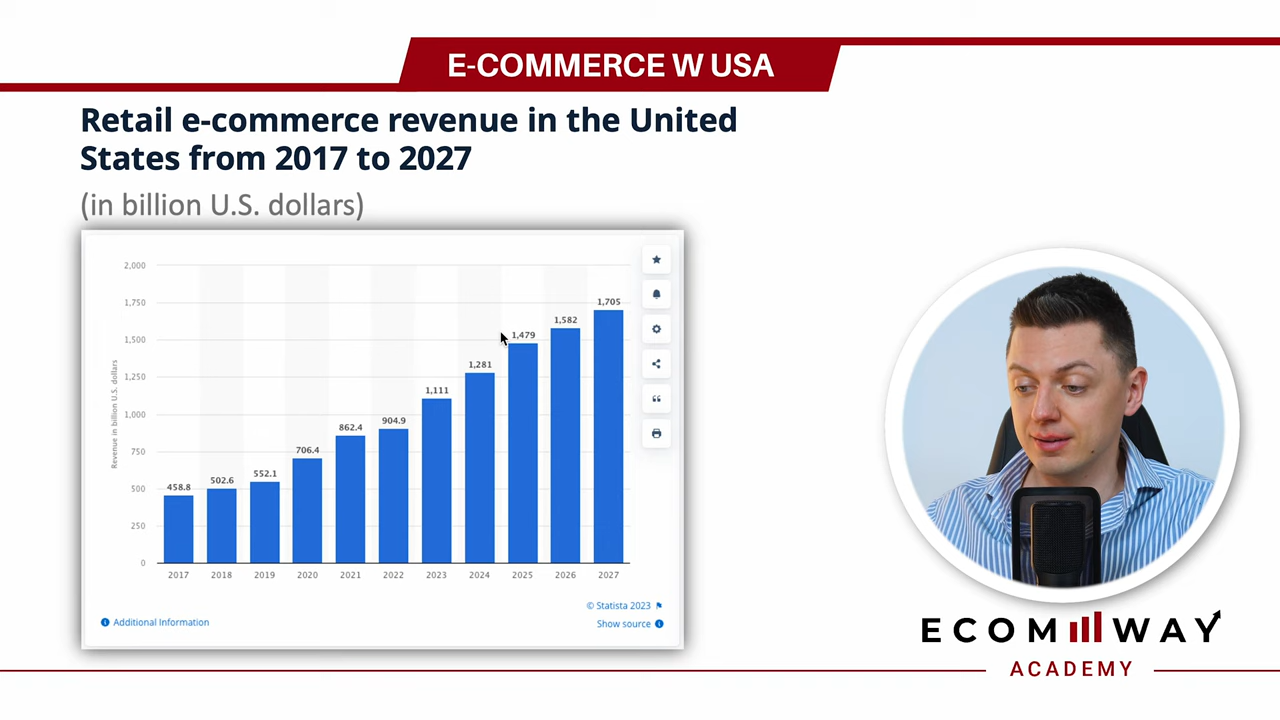 E-COMMERCE W USA
Retail e-commerce revenue in the United
States from 2017 to 2027
(in billion U.S. dollars)
Revenue in billion U.S. dollars
2,000
1,750
1,500
1,250
1,000
750
500
250
0
458.8
502.6
552.1
706.4
862.4
904.9
1,111
1,281
1,479
1,582
1,705
2017 2018 2019 2020 2021 2022 2023 2024 2025 2026 2027
© Statista 2023
Additional Information
Show source
ECOM WAY
ACADEMY